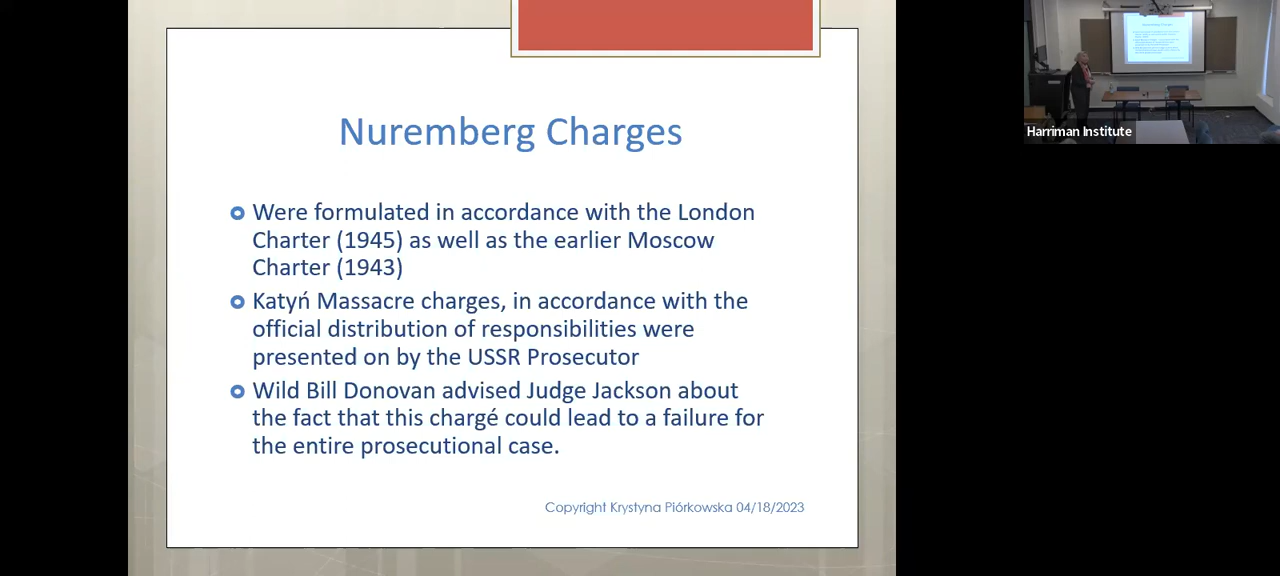 Nuremberg Charges
Were formulated in accordance with the London
Charter (1945) as well as the earlier Moscow
Charter (1943)
Katyń Massacre charges, in accordance with the
official distribution of responsibilities were
presented on by the USSR Prosecutor
Wild Bill Donovan advised Judge Jackson about
the fact that this chargé could lead to a failure for
the entire prosecutional case.
Copyright Krystyna Piórkowska 04/18/2023
Harriman Institute